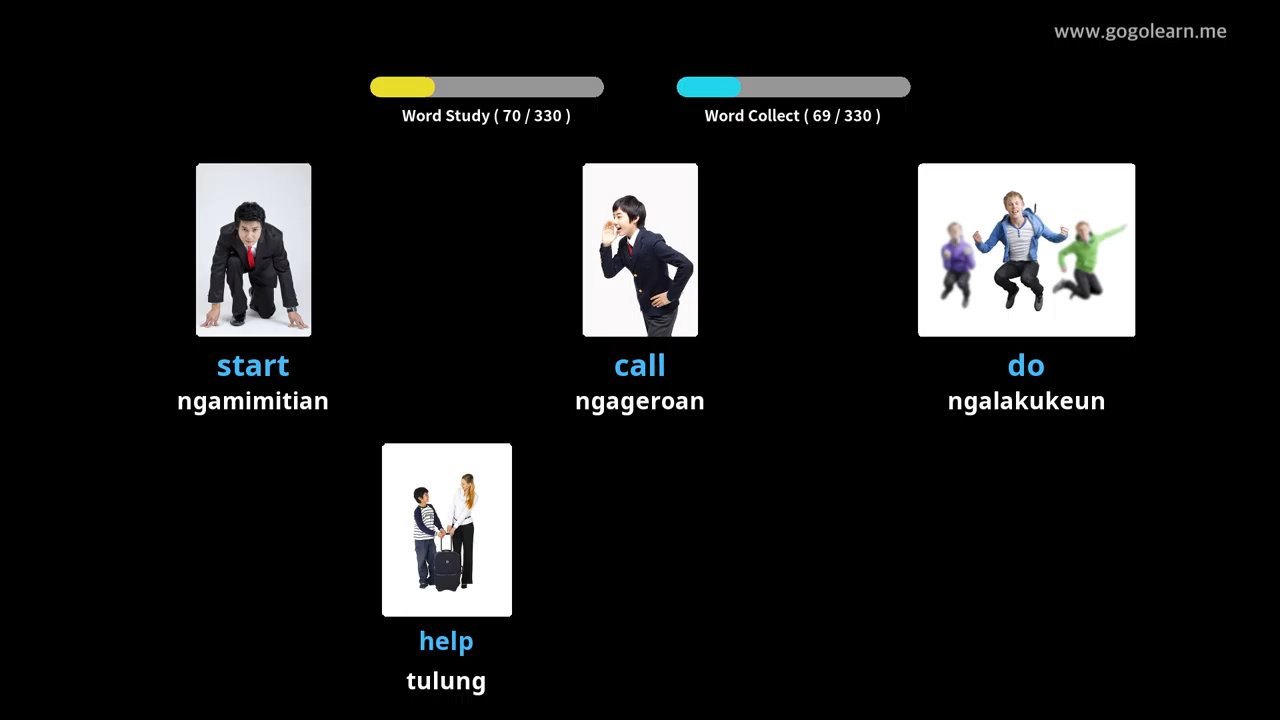 www.gogolearn.me
Word Study ( 70 / 330 )
Word Collect ( 69 / 330 )
start
call
do
ngamimitian
ngageroan
ngalakukeun
help
tulung